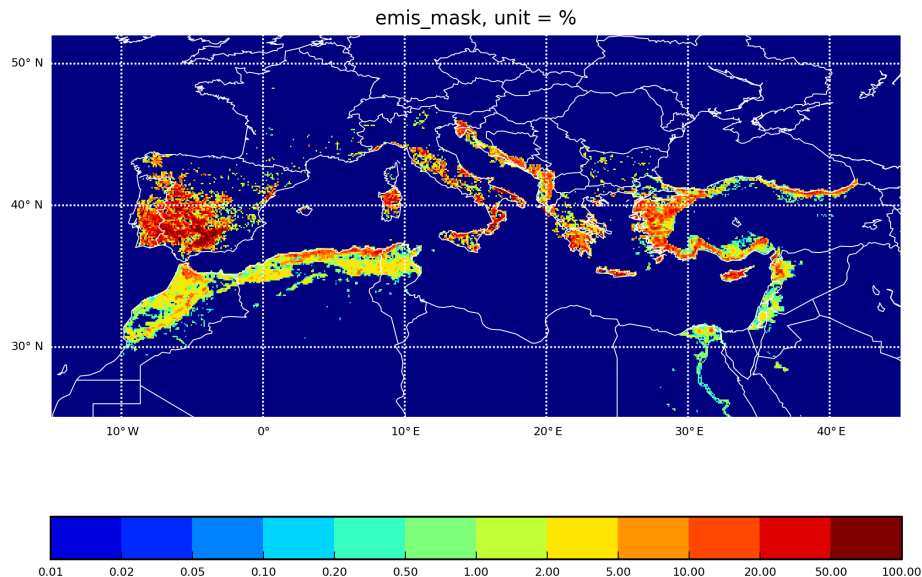 emis_mask, unit = %
50° N
40° N
30° N
10° W 0° 10° E 20° E 30° E 40° E
0.01 0.02 0.05 0.10 0.20 0.50 1.00 2.00 5.00 10.00 20.00 50.00 100.00